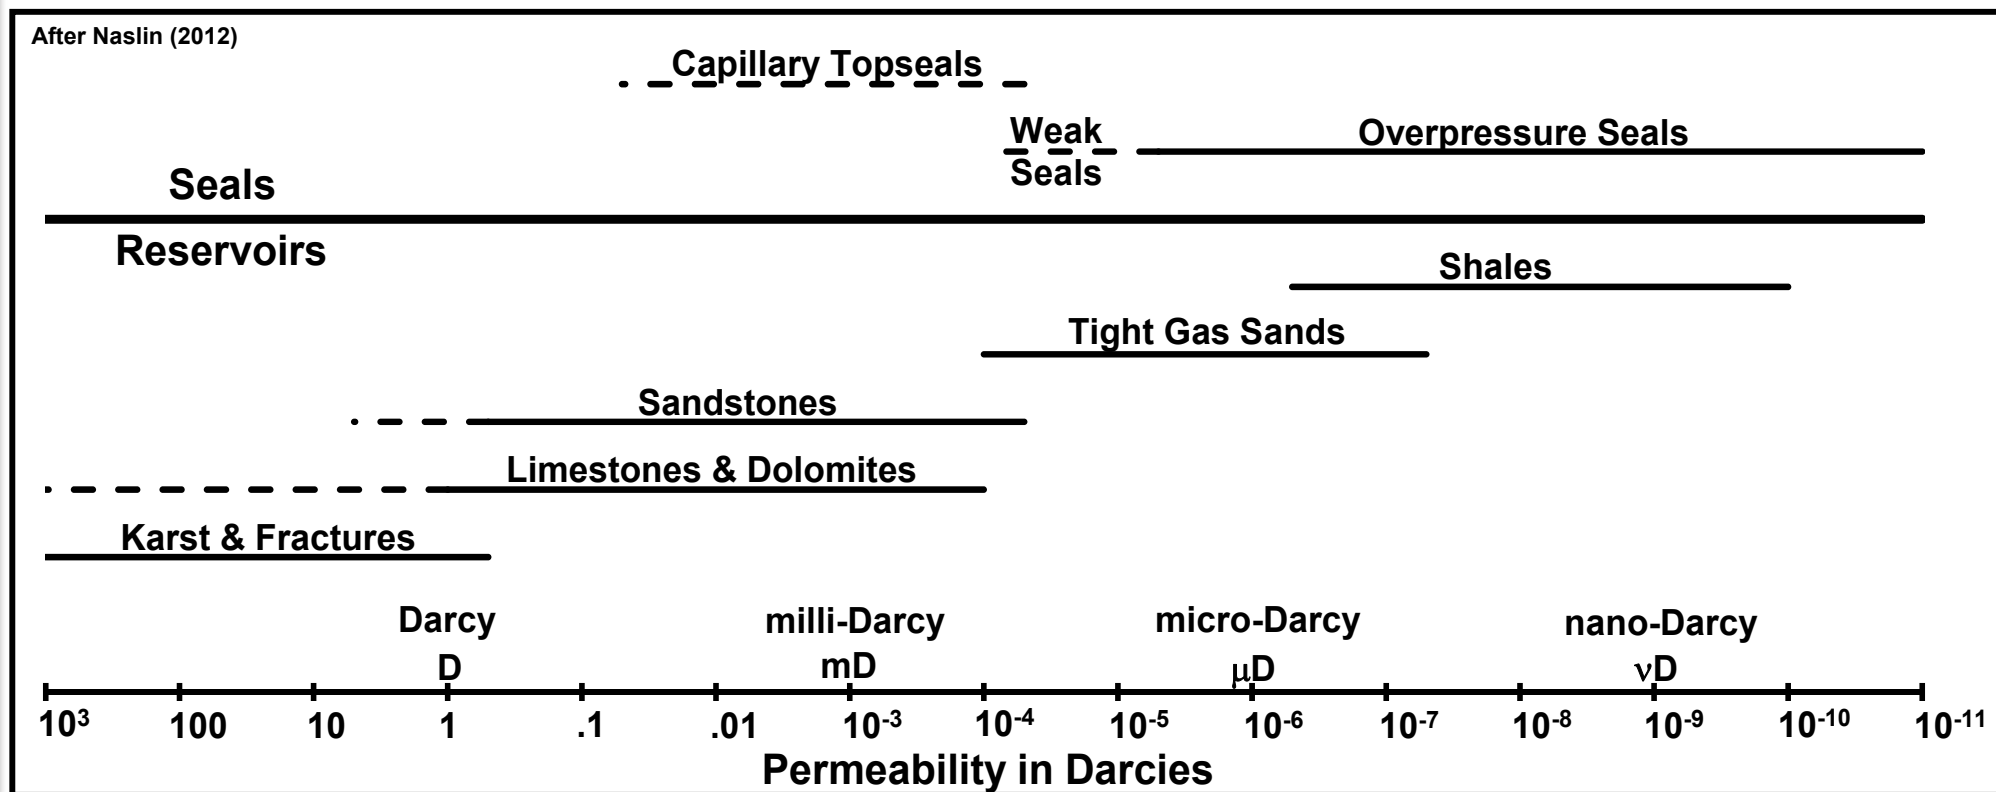 After Naslin (2012)
Capillary Topseals
Weak
Seals
Overpressure Seals
Seals
Reservoirs
Shales
Tight Gas Sands
Sandstones
Limestones & Dolomites
Karst & Fractures
Darcy
D
milli-Darcy
mD
micro-Darcy
μD
nano-Darcy
νD
10³ 100 10 1 .1 .01 10⁻³ 10⁻⁴ 10⁻⁵ 10⁻⁶ 10⁻⁷ 10⁻⁸ 10⁻⁹ 10⁻¹⁰ 10⁻¹¹
Permeability in Darcies